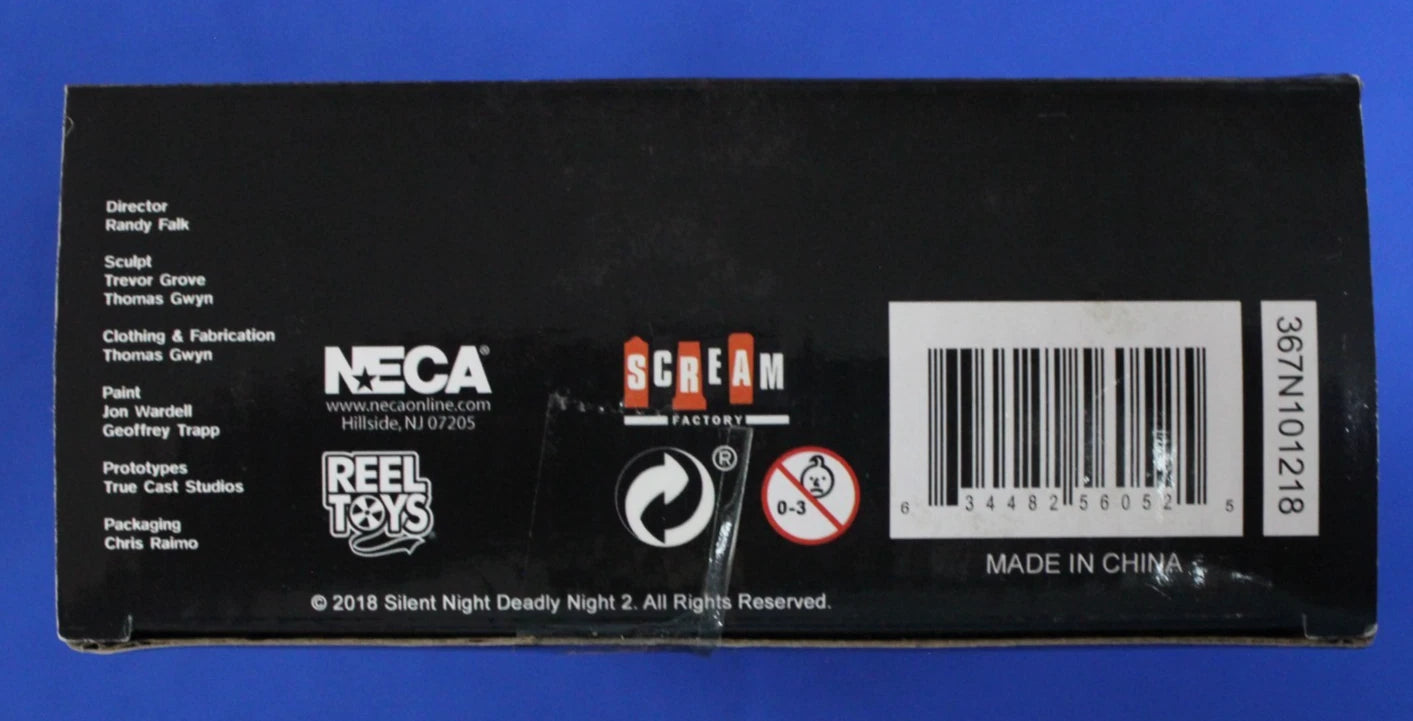 Director
Randy Falk
Sculpt
Trevor Grove
Thomas Gwyn
Clothing & Fabrication
Thomas Gwyn
Paint
Jon Wardell
Geoffrey Trapp
Prototypes
True Cast Studios
Packaging
Chris Raimo
NECA®
www.necaonline.com
Hillside, NJ 07205
REEL
TOYS
SCREAM
FACTORY
®
0-3
6 34482 56052 5
MADE IN CHINA
367N101218
© 2018 Silent Night Deadly Night 2. All Rights Reserved.